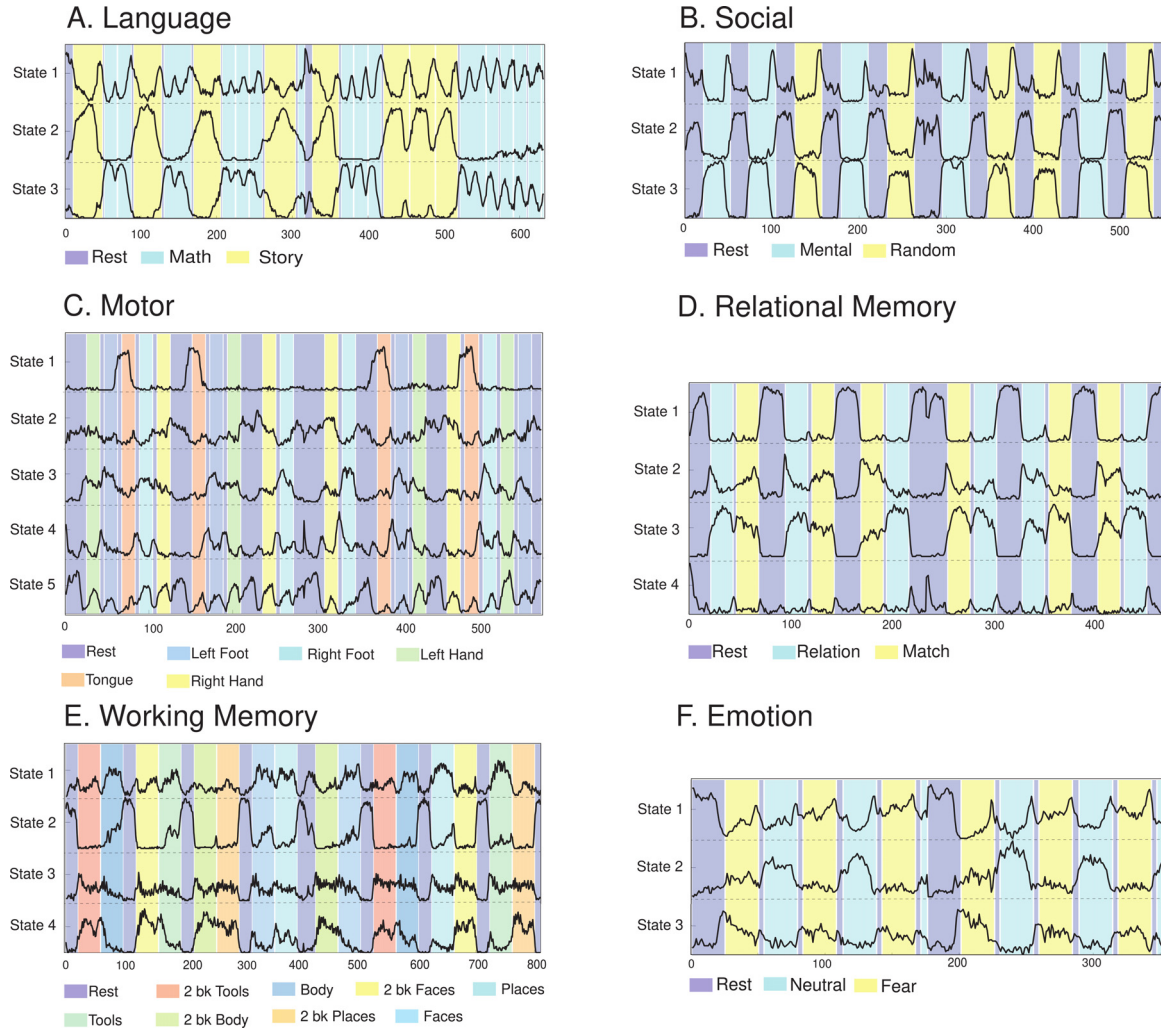 A. Language
State 1
State 2
State 3
0 100 200 300 400 500 600
Rest Math Story
B. Social
State 1
State 2
State 3
0 100 200 300 400 500
Rest Mental Random
C. Motor
State 1
State 2
State 3
State 4
State 5
0 100 200 300 400 500
Rest Left Foot Right Foot Left Hand
Tongue Right Hand
D. Relational Memory
State 1
State 2
State 3
State 4
0 100 200 300 400
Rest Relation Match
E. Working Memory
State 1
State 2
State 3
State 4
0 100 200 300 400 500 600 700 800
Rest 2 bk Tools Body 2 bk Faces Places
Tools 2 bk Body 2 bk Places Faces
F. Emotion
State 1
State 2
State 3
0 100 200 300
Rest Neutral Fear